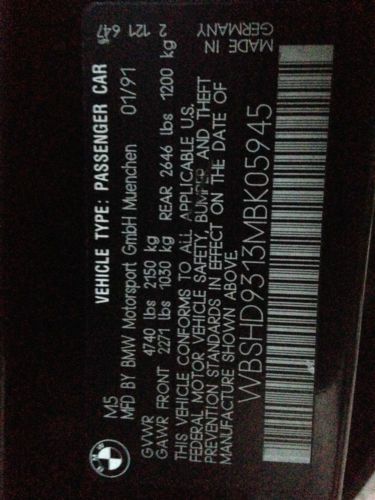 BMW
M5 VEHICLE TYPE: PASSENGER CAR
MFD BY BMW Motorsport GmbH Muenchen 01/91
GVWR 4740 lbs 2150 kg
GAWR FRONT 2271 lbs 1030 kg REAR 2646 lbs 1200 kg
THIS VEHICLE CONFORMS TO ALL APPLICABLE U.S.
FEDERAL MOTOR VEHICLE SAFETY, BUMPER AND THEFT
PREVENTION STANDARDS IN EFFECT ON THE DATE OF
MANUFACTURE SHOWN ABOVE.
WBSHD9313MBK05945
2 121 647
MADE IN
GERMANY